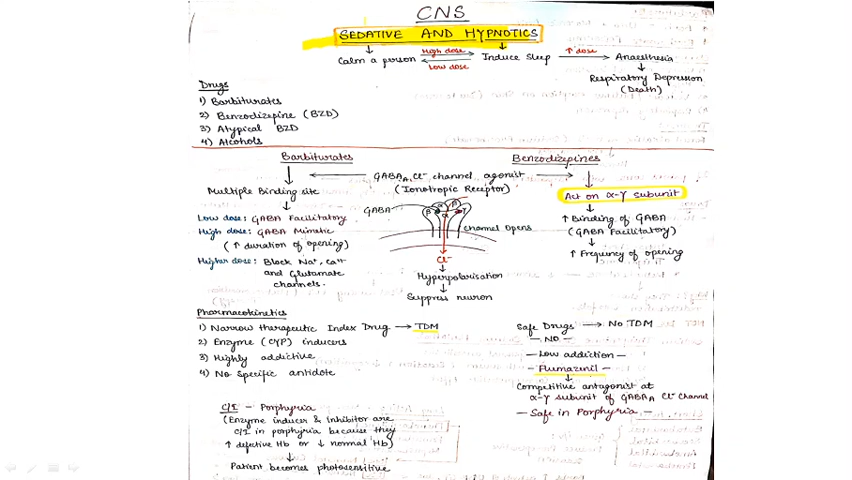 CNS
SEDATIVE AND HYPNOTICS
Calm a person High dose Low dose Induce Sleep ↑ dose Anaesthesia
Respiratory Depression
(Death)
Drugs
1) Barbiturates
2) Benzodizepine (BZD)
3) Atypical BZD
4) Alcohols
Barbiturates Benzodizepines
GABAA, Cl- channel agonist
(Ionotropic Receptor)
Multiple Binding site
Low dose: GABA Facilitatory
High dose: GABA Mimatic
(↑ duration of opening)
Higher dose: Block Na+, Ca++
and Glutamate
channels.
GABA
β α β γ α
channel opens
Cl-
Hyperpolarisation
Suppress neuron
Act on α-γ subunit
↑ Binding of GABA
(GABA Facilitatory)
↑ Frequency of opening
Pharmacokinetics
1) Narrow therapeutic Index Drug → TDM
2) Enzyme (CYP) inducers
3) Highly addictive
4) No Specific antidote
Safe Drugs → No TDM
- NO -
- Low addiction -
- Flumazenil -
Competitive antagonist at
α-γ subunit of GABAA Cl- Channel
- Safe in Porphyria -
C/I - Porphyria
(Enzyme inducer & Inhibitor are
C/I in porphyria because they
↑ defective Hb or ↓ normal Hb)
Patient becomes photosensitive